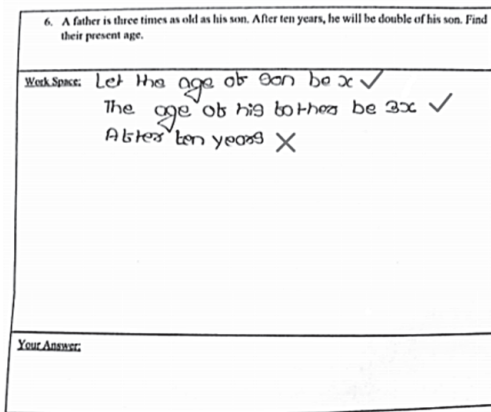 6. A father is three times as old as his son. After ten years, he will be double of his son. Find
their present age.
Work Space: Let the age of son be x ✓
The age of his father be 3x ✓
After ten years ✗
Your Answer: